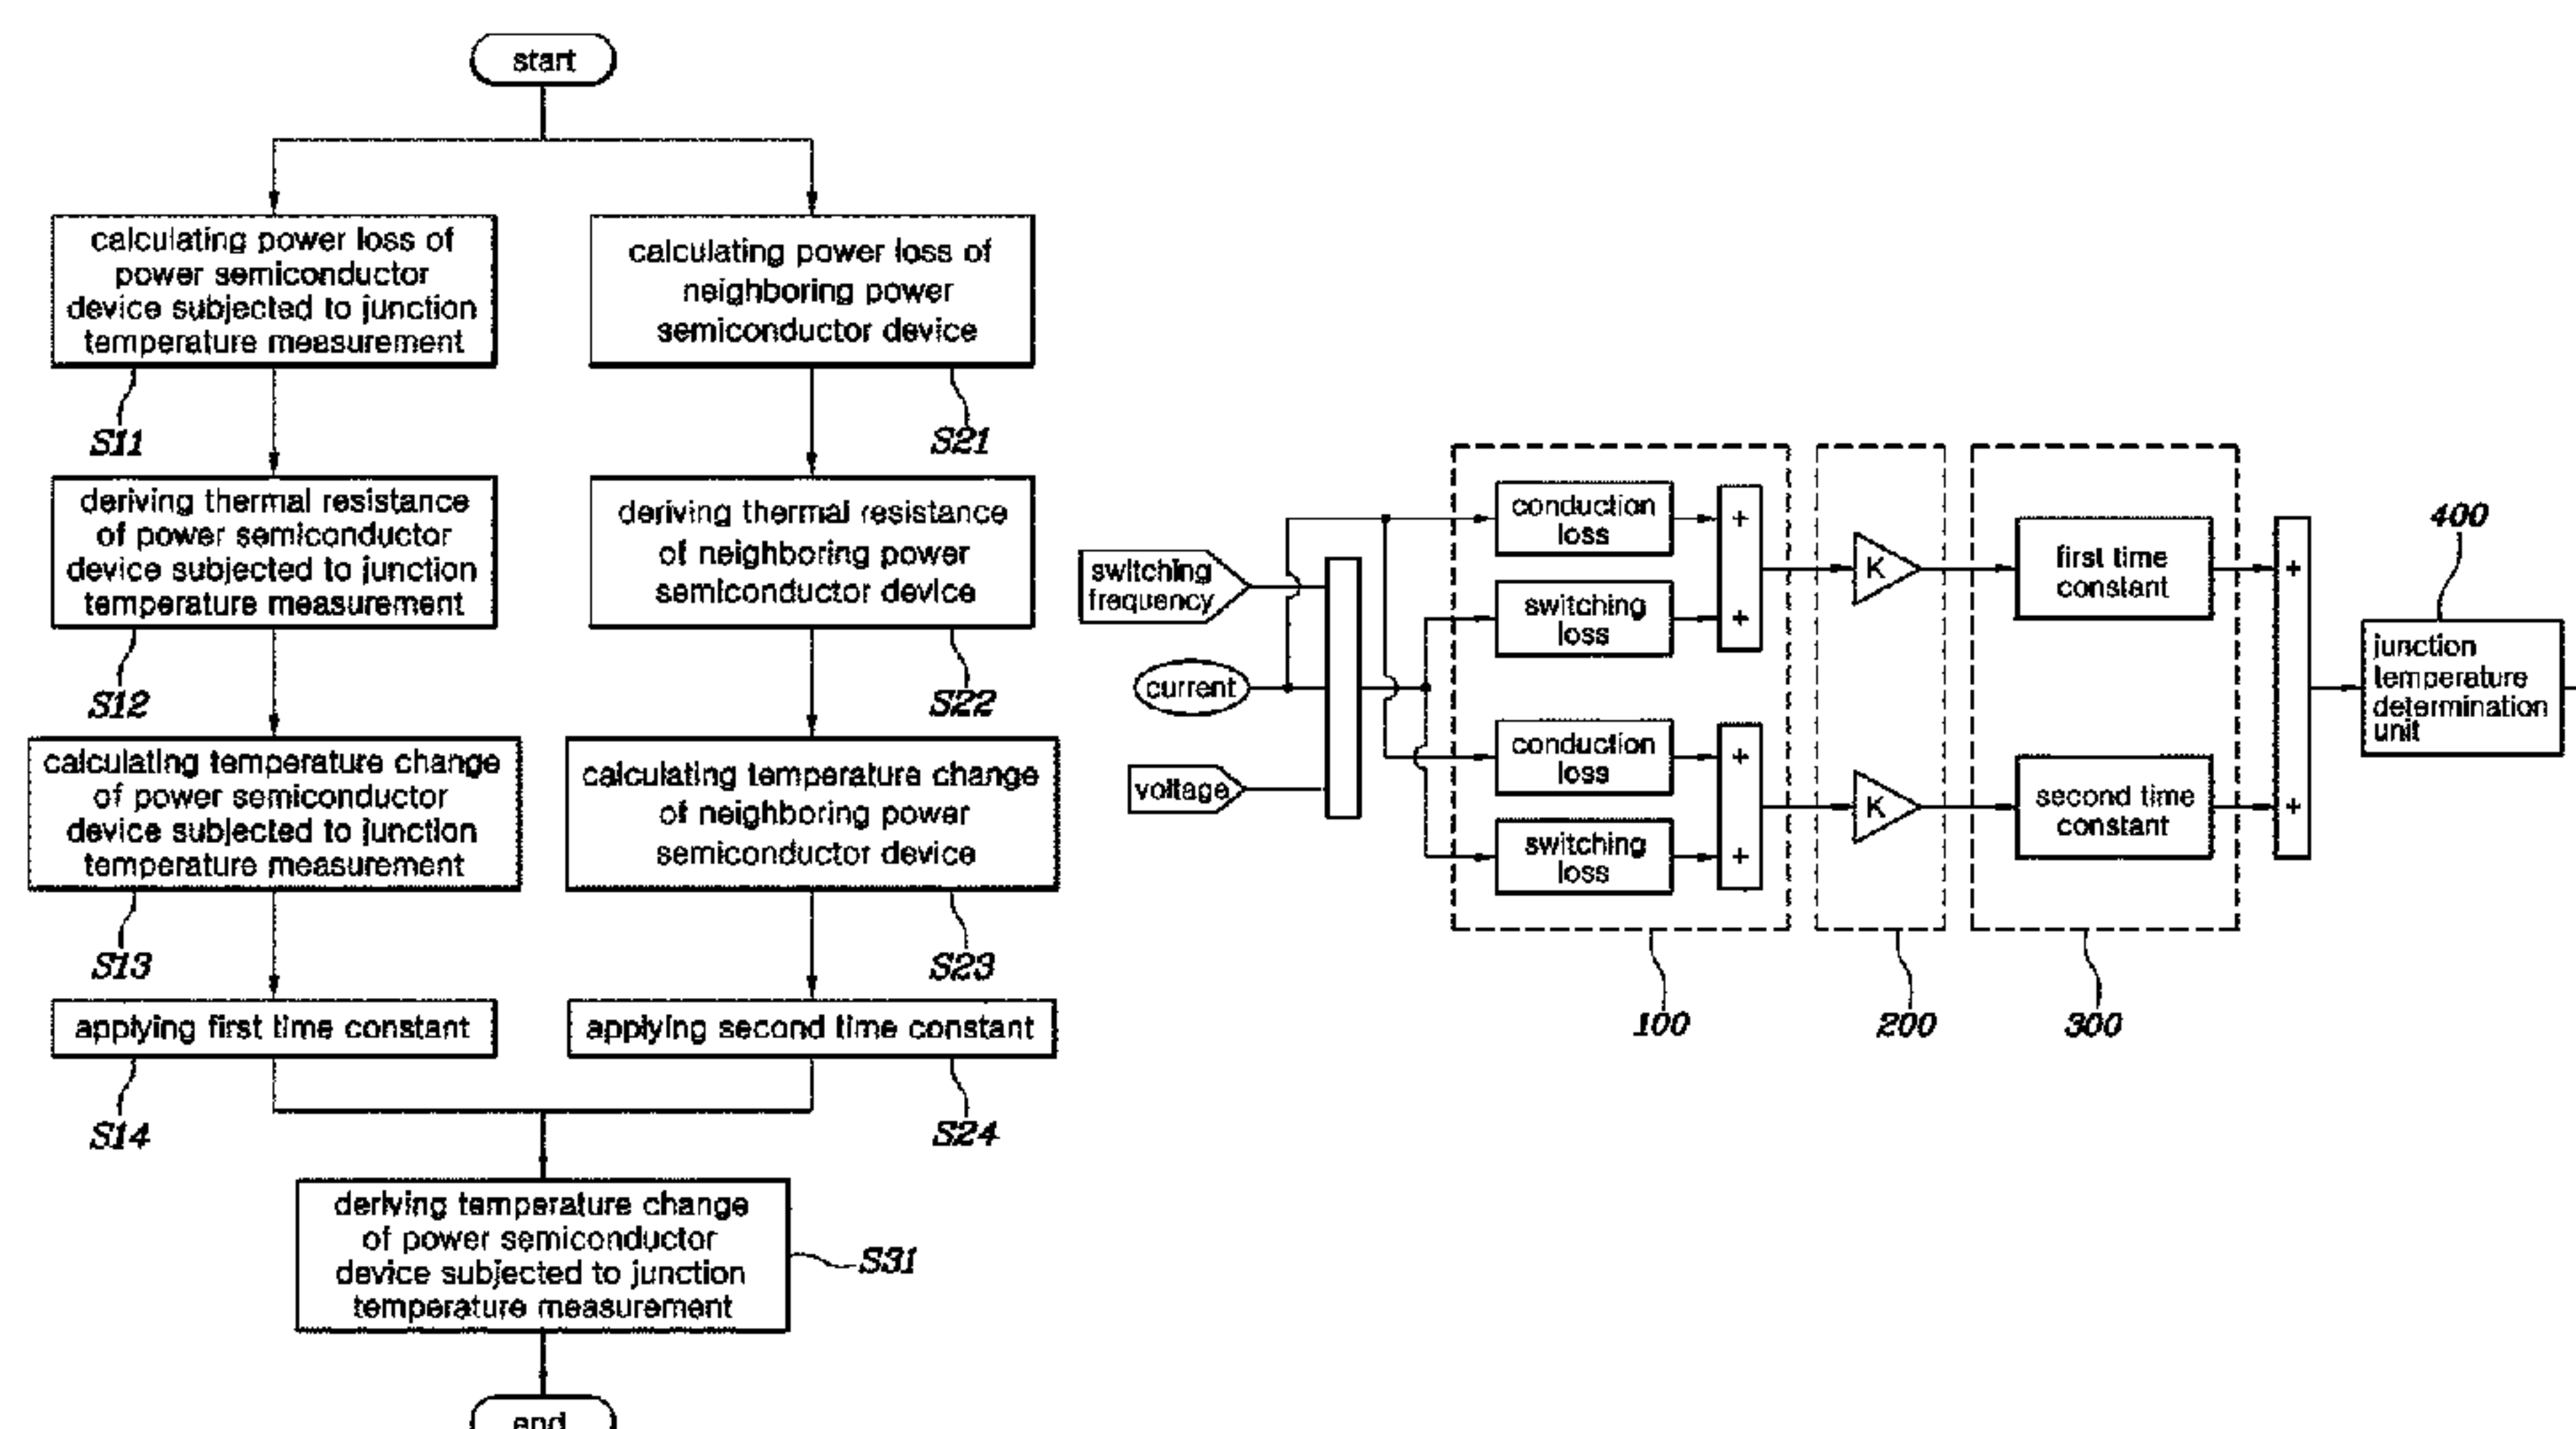 start
calculating power loss of
power semiconductor
device subjected to junction
temperature measurement
S11
calculating power loss of
neighboring power
semiconductor device
S21
deriving thermal resistance
of power semiconductor
device subjected to junction
temperature measurement
S12
deriving thermal resistance
of neighboring power
semiconductor device
S22
calculating temperature change
of power semiconductor
device subjected to junction
temperature measurement
S13
calculating temperature change
of neighboring power
semiconductor device
S23
applying first time constant
S14
applying second time constant
S24
deriving temperature change
of power semiconductor
device subjected to junction
temperature measurement
S31
end
switching
frequency
current
voltage
conduction
loss
+
switching
loss
+
conduction
loss
+
switching
loss
+
100
K
K
200
first time
constant
second time
constant
300
+
+
400
junction
temperature
determination
unit